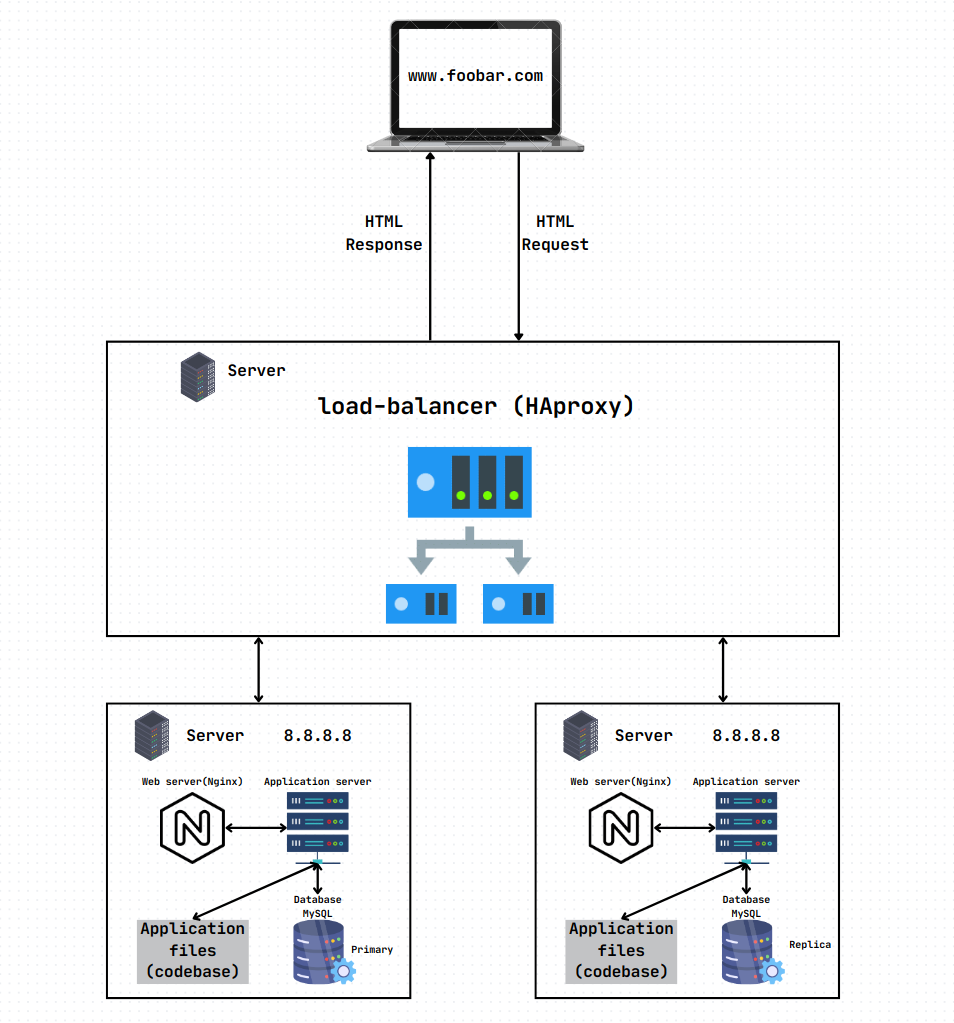 www.foobar.com
HTML
Response
HTML
Request
Server
load-balancer (HAproxy)
Server 8.8.8.8
Web server(Nginx) Application server
Database
MySQL
Application
files
(codebase)
Primary
Server 8.8.8.8
Web server(Nginx) Application server
Database
MySQL
Application
files
(codebase)
Replica